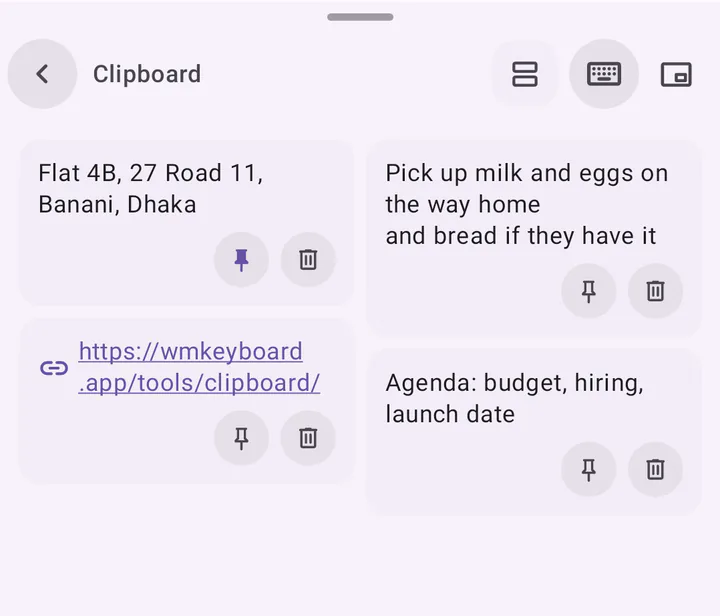 Clipboard
Flat 4B, 27 Road 11,
Banani, Dhaka
Pick up milk and eggs on
the way home
and bread if they have it
https://wmkeyboard
.app/tools/clipboard/
Agenda: budget, hiring,
launch date